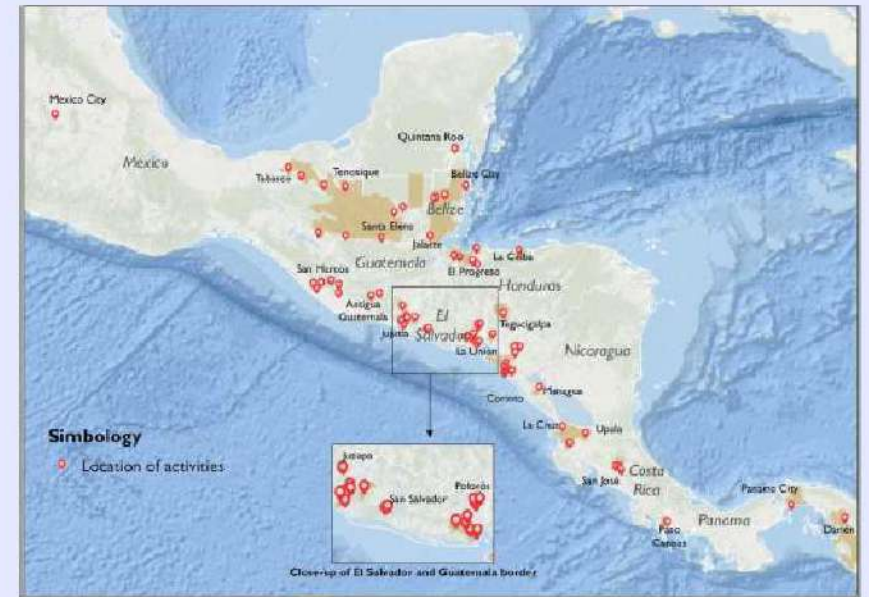 Mexico City
Mexico
Quintana Roo
Tabasco
Tenosique
Belize City
Belize
Santa Elena
Jalacte
Guatemala
La Ceiba
San Marcos
El Progreso
Honduras
Antigua
Guatemala
El
Salvador
Tegucigalpa
Jutiapa
La Union
Nicaragua
Managua
Corinto
La Cruz
Upala
Simbology
Location of activities
San José
Costa
Rica
Panama City
Panama
Paso
Canoas
Darien
Jutiapa
San Salvador
Potorós
Close-up of El Salvador and Guatemala border